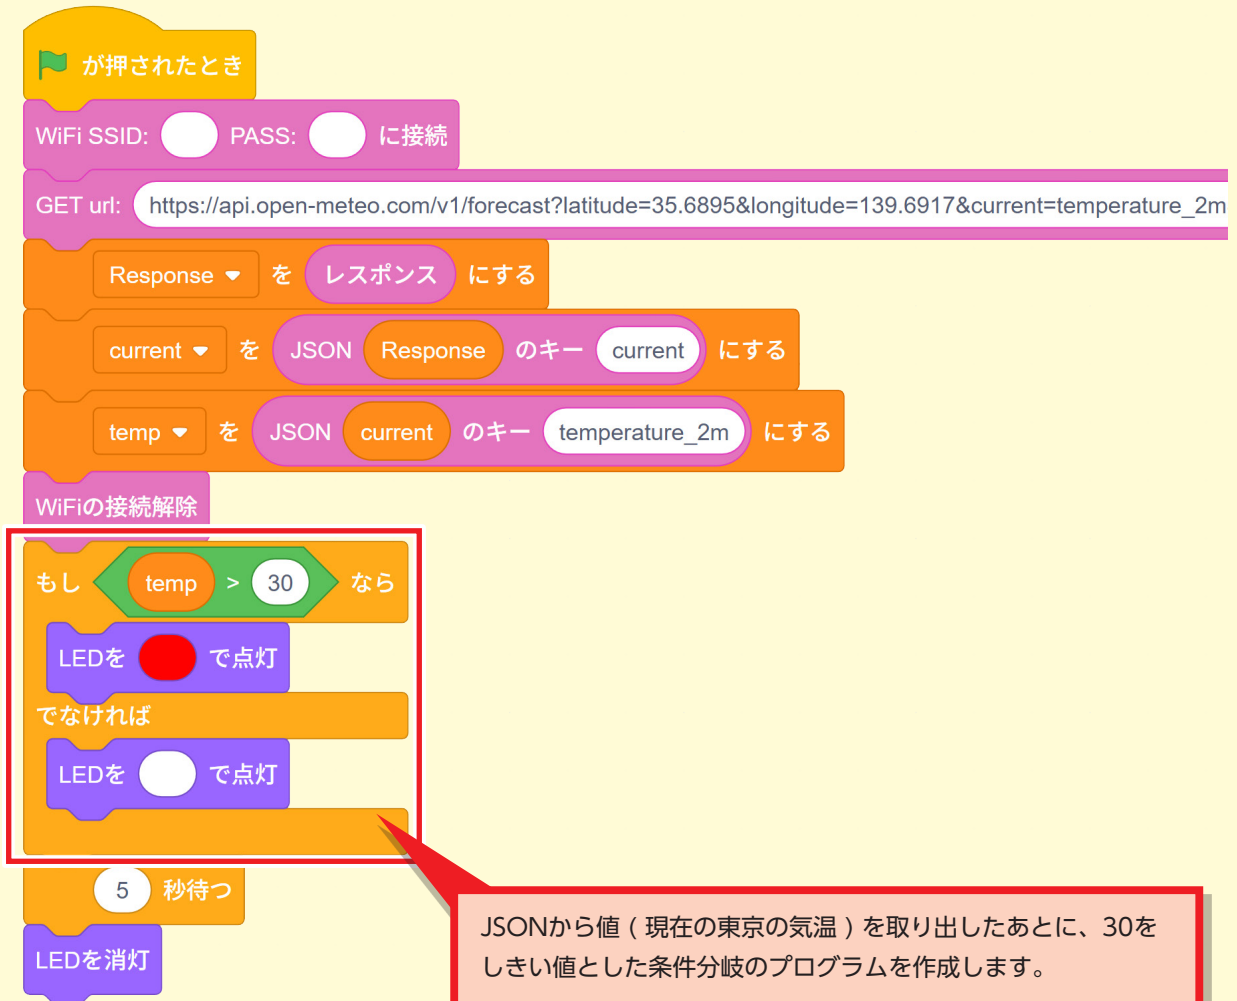 が押されたとき
WiFi SSID: PASS: に接続
GET url: https://api.open-meteo.com/v1/forecast?latitude=35.6895&longitude=139.6917&current=temperature_2m
Response を レスポンス にする
current を JSON Response のキー current にする
temp を JSON current のキー temperature_2m にする
WiFiの接続解除
もし temp > 30 なら
LEDを で点灯
でなければ
LEDを で点灯
5 秒待つ
LEDを消灯
JSONから値（現在の東京の気温）を取り出したあとに、30を
しきい値とした条件分岐のプログラムを作成します。